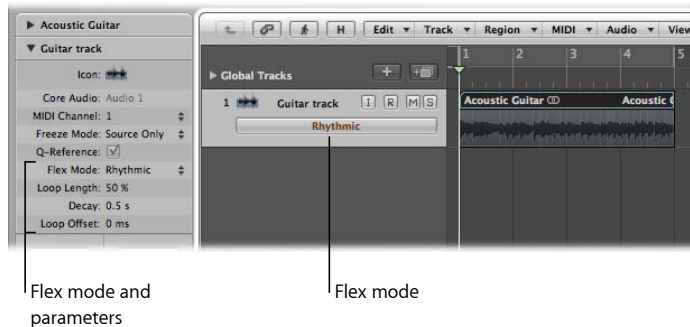 ▶ Acoustic Guitar
▼ Guitar track
Icon:
Core Audio: Audio 1
MIDI Channel: 1
Freeze Mode: Source Only
Q-Reference:
Flex Mode: Rhythmic
Loop Length: 50 %
Decay: 0.5 s
Loop Offset: 0 ms
H Edit ▼ Track ▼ Region ▼ MIDI ▼ Audio ▼ View
1 2 3 4 5
▶ Global Tracks
1 Guitar track I R M S
Rhythmic
Acoustic Guitar Acoustic G
Flex mode and
parameters
Flex mode